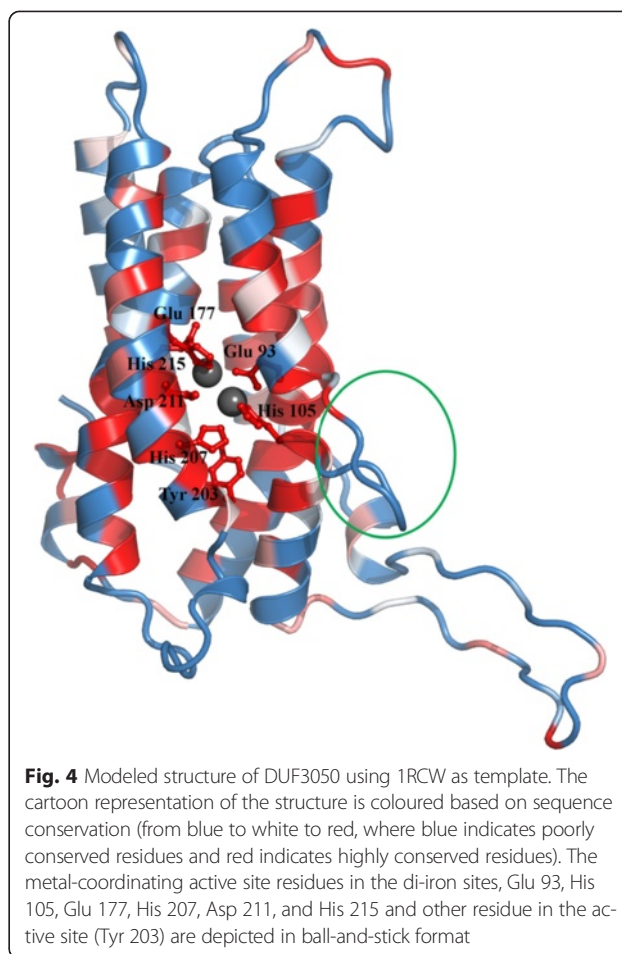 Glu 177
Glu 93
His 215
Asp 211
His 105
His 207
Tyr 203
Fig. 4 Modeled structure of DUF3050 using 1RCW as template. The
cartoon representation of the structure is coloured based on sequence
conservation (from blue to white to red, where blue indicates poorly
conserved residues and red indicates highly conserved residues). The
metal-coordinating active site residues in the di-iron sites, Glu 93, His
105, Glu 177, His 207, Asp 211, and His 215 and other residue in the ac-
tive site (Tyr 203) are depicted in ball-and-stick format